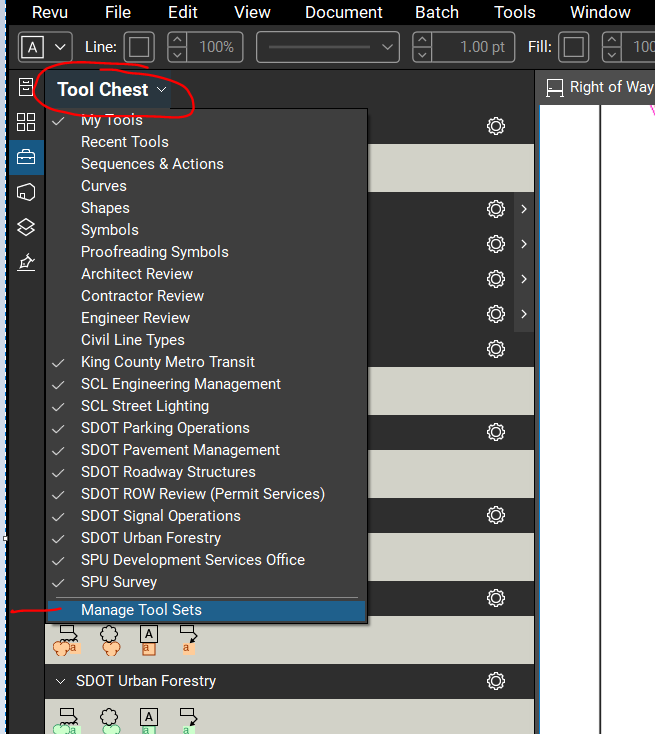 Revu File Edit View Document Batch Tools Window
A Line: 100% 1.00 pt Fill: 100
Tool Chest
Right of Way
My Tools
Recent Tools
Sequences & Actions
Curves
Shapes
Symbols
Proofreading Symbols
Architect Review
Contractor Review
Engineer Review
Civil Line Types
King County Metro Transit
SCL Engineering Management
SCL Street Lighting
SDOT Parking Operations
SDOT Pavement Management
SDOT Roadway Structures
SDOT ROW Review (Permit Services)
SDOT Signal Operations
SDOT Urban Forestry
SPU Development Services Office
SPU Survey
Manage Tool Sets
A
a a a
SDOT Urban Forestry
A
a a a